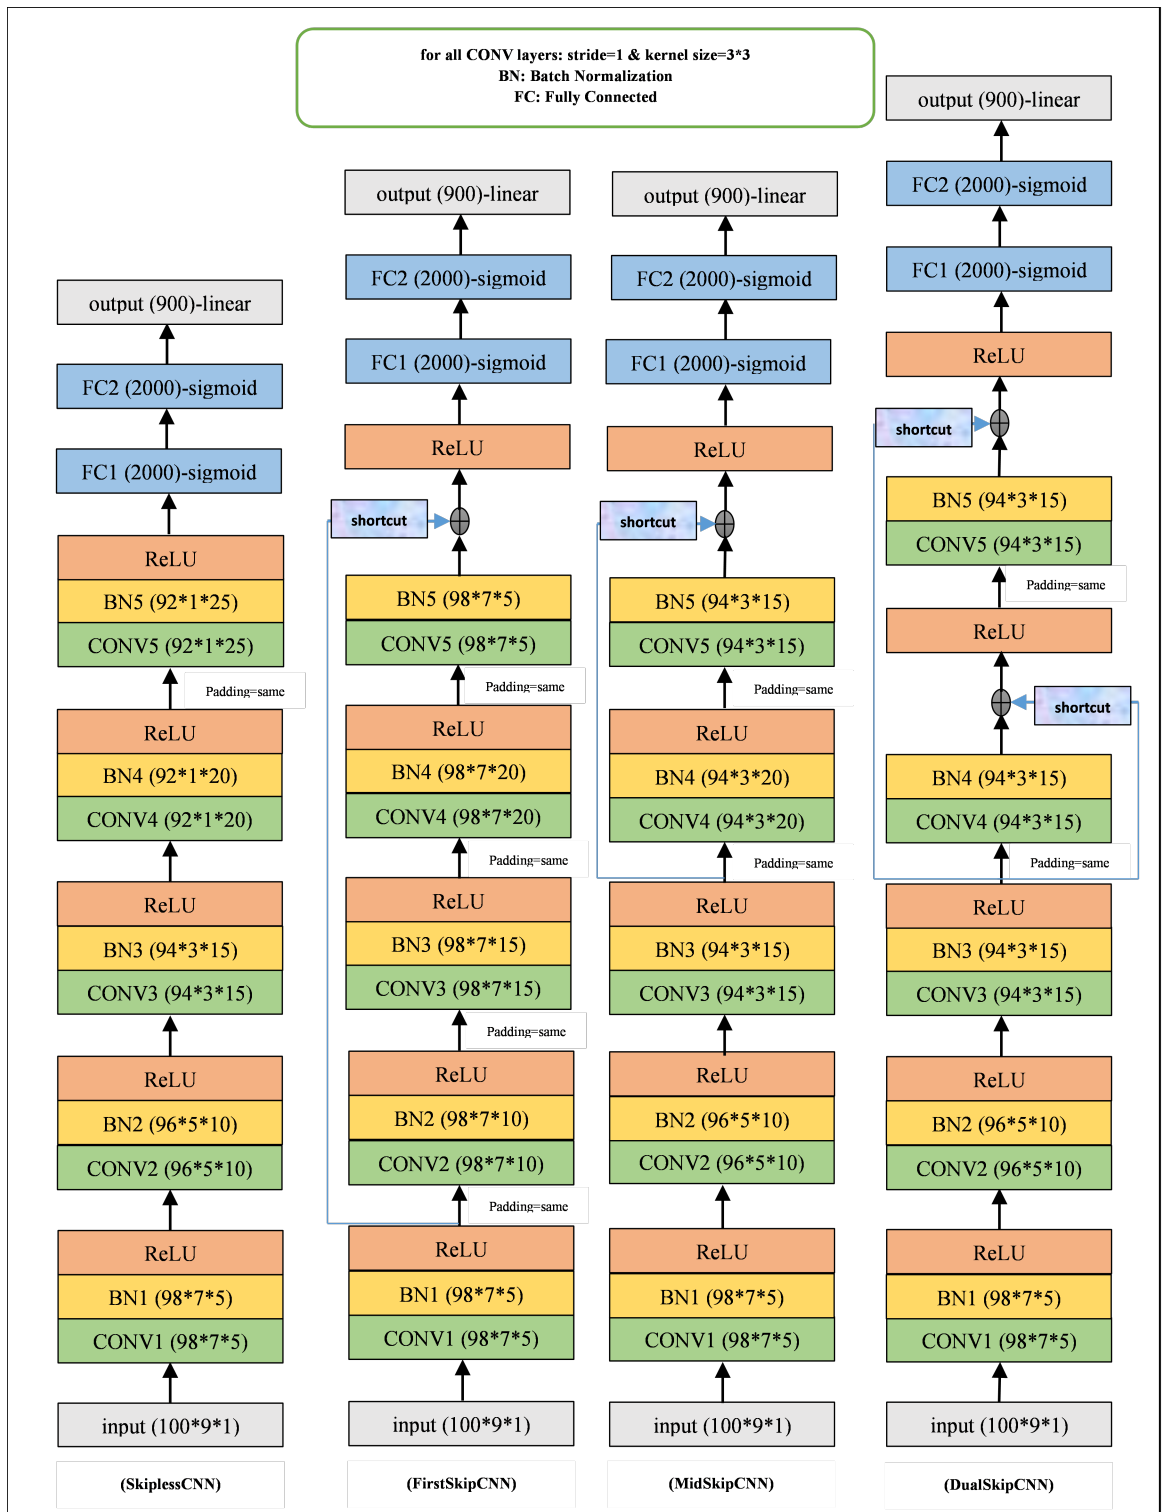 for all CONV layers: stride=1 & kernel size=3*3
BN: Batch Normalization
FC: Fully Connected
output (900)-linear
FC2 (2000)-sigmoid
FC1 (2000)-sigmoid
ReLU
BN5 (92*1*25)
CONV5 (92*1*25)
Padding=same
ReLU
BN4 (92*1*20)
CONV4 (92*1*20)
ReLU
BN3 (94*3*15)
CONV3 (94*3*15)
ReLU
BN2 (96*5*10)
CONV2 (96*5*10)
ReLU
BN1 (98*7*5)
CONV1 (98*7*5)
input (100*9*1)
(SkiplessCNN)
output (900)-linear
FC2 (2000)-sigmoid
FC1 (2000)-sigmoid
ReLU
shortcut
BN5 (98*7*5)
CONV5 (98*7*5)
Padding=same
ReLU
BN4 (98*7*20)
CONV4 (98*7*20)
Padding=same
ReLU
BN3 (98*7*15)
CONV3 (98*7*15)
Padding=same
ReLU
BN2 (98*7*10)
CONV2 (98*7*10)
Padding=same
ReLU
BN1 (98*7*5)
CONV1 (98*7*5)
input (100*9*1)
(FirstSkipCNN)
output (900)-linear
FC2 (2000)-sigmoid
FC1 (2000)-sigmoid
ReLU
shortcut
BN5 (94*3*15)
CONV5 (94*3*15)
Padding=same
ReLU
BN4 (94*3*20)
CONV4 (94*3*20)
Padding=same
ReLU
BN3 (94*3*15)
CONV3 (94*3*15)
ReLU
BN2 (96*5*10)
CONV2 (96*5*10)
ReLU
BN1 (98*7*5)
CONV1 (98*7*5)
input (100*9*1)
(MidSkipCNN)
output (900)-linear
FC2 (2000)-sigmoid
FC1 (2000)-sigmoid
ReLU
shortcut
BN5 (94*3*15)
CONV5 (94*3*15)
Padding=same
ReLU
shortcut
BN4 (94*3*15)
CONV4 (94*3*15)
Padding=same
ReLU
BN3 (94*3*15)
CONV3 (94*3*15)
ReLU
BN2 (96*5*10)
CONV2 (96*5*10)
ReLU
BN1 (98*7*5)
CONV1 (98*7*5)
input (100*9*1)
(DualSkipCNN)